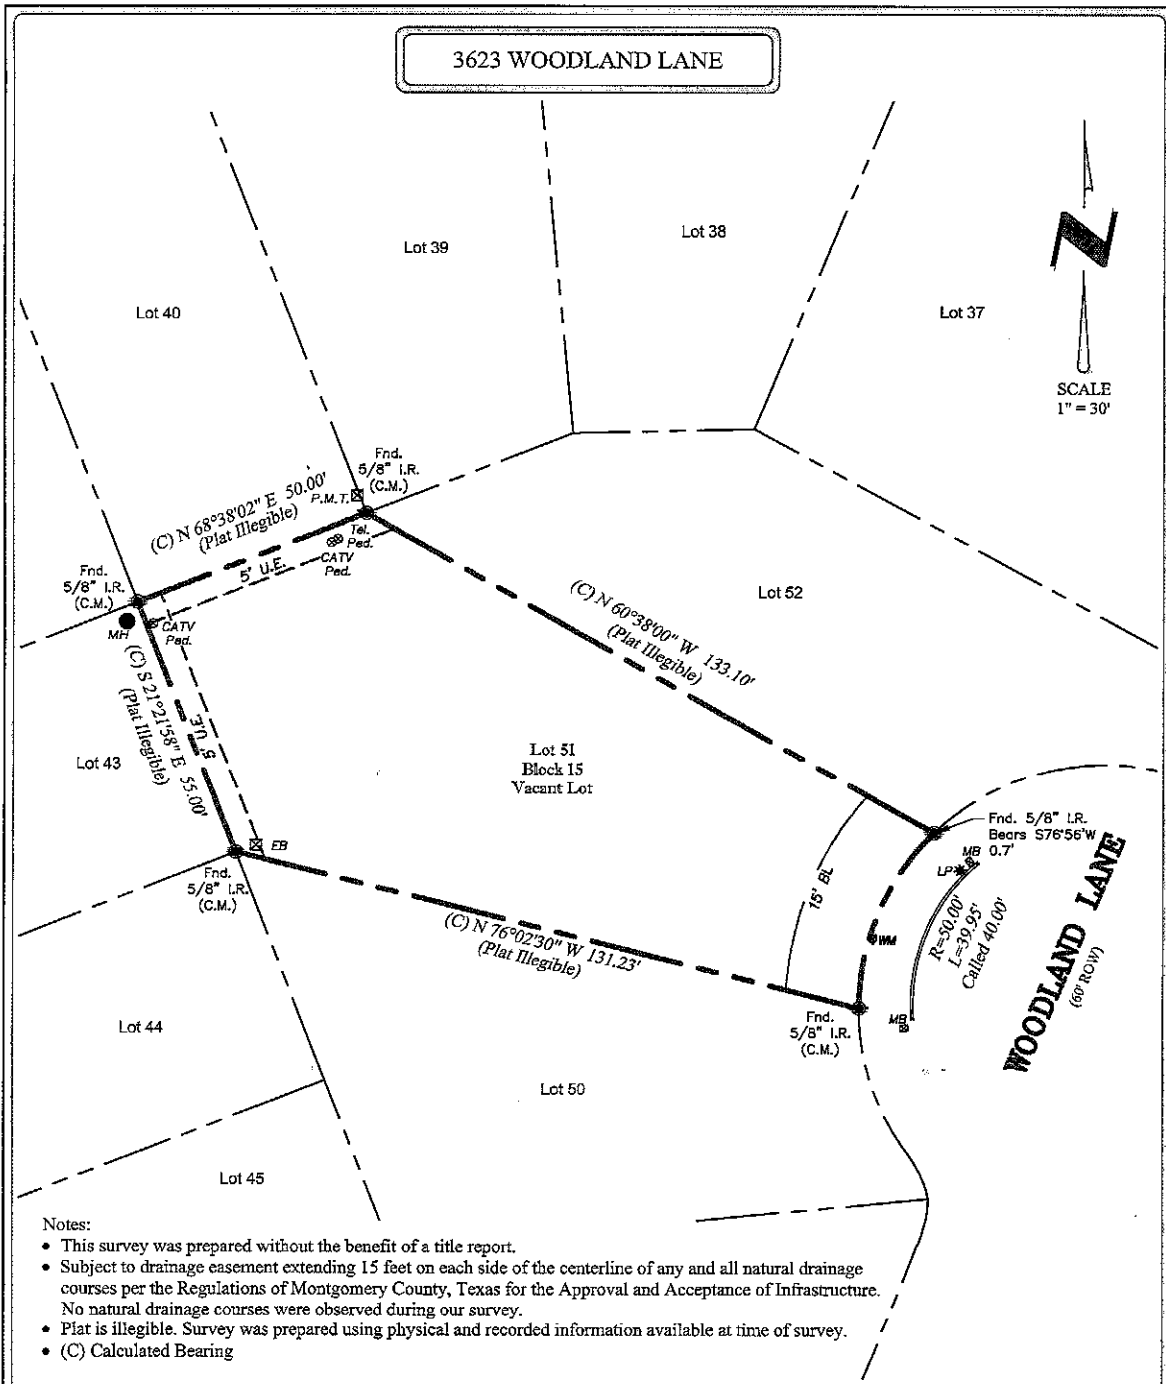 3623 WOODLAND LANE
Lot 38
Lot 39
Lot 40
Lot 37
SCALE
1" = 30'
Fnd.
5/8" I.R.
(C.M.)
P.M.T.
(C) N 68°38'02" E 50.00'
(Plat Illegible)
Tel.
Ped.
CATV
Ped.
5' U.E.
Fnd.
5/8" I.R.
(C.M.)
MH
CATV
Ped.
(C) N 60°38'00" W 133.10'
(Plat Illegible)
Lot 52
(C) S 21°21'58" E 55.00'
(Plat Illegible)
5' U.E.
Lot 43
Lot 51
Block 15
Vacant Lot
EB
Fnd.
5/8" I.R.
(C.M.)
15' BL
Fnd. 5/8" I.R.
Bears S76°56'W
0.7'
MB
LP
WM
R=50.00'
L=39.95'
Called 40.00'
WOODLAND LANE
(60' ROW)
(C) N 76°02'30" W 131.23'
(Plat Illegible)
Fnd.
5/8" I.R.
(C.M.)
MB
Lot 44
Lot 50
Lot 45
Notes:
• This survey was prepared without the benefit of a title report.
• Subject to drainage easement extending 15 feet on each side of the centerline of any and all natural drainage
courses per the Regulations of Montgomery County, Texas for the Approval and Acceptance of Infrastructure.
No natural drainage courses were observed during our survey.
• Plat is illegible. Survey was prepared using physical and recorded information available at time of survey.
• (C) Calculated Bearing